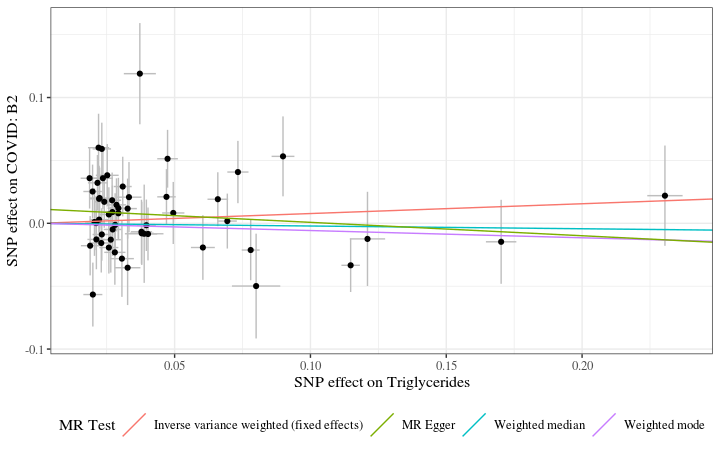 SNP effect on COVID: B2
0.1
0.0
-0.1
0.05
0.10
0.15
0.20
SNP effect on Triglycerides
MR Test
Inverse variance weighted (fixed effects)
MR Egger
Weighted median
Weighted mode